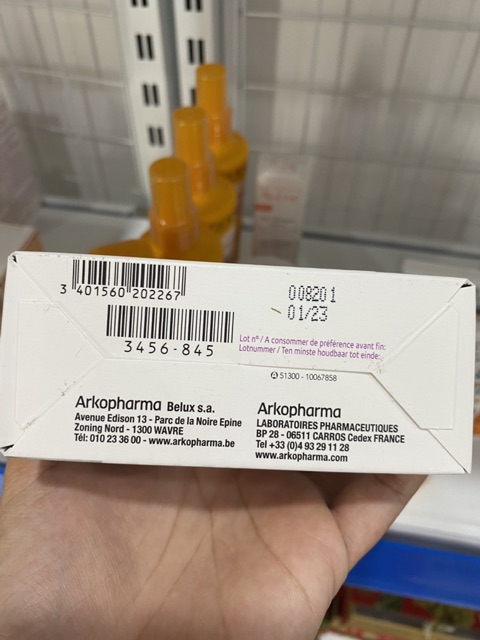 3 401560 202267
3456-845
008201
01/23
Lot n° / A consommer de préférence avant fin:
Lotnummer / Ten minste houdbaar tot einde:
51300 - 10067858
Arkopharma Belux s.a.
Avenue Edison 13 - Parc de la Noire Epine
Zoning Nord - 1300 WAVRE
Tél: 010 23 36 00 - www.arkopharma.be
Arkopharma
LABORATOIRES PHARMACEUTIQUES
BP 28 - 06511 CARROS Cedex FRANCE
Tel +33 (0)4 93 29 11 28
www.arkopharma.com